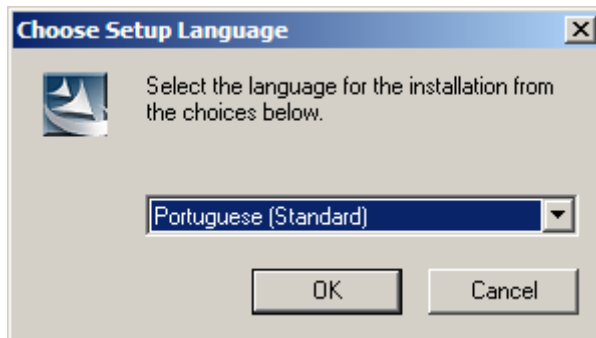 Choose Setup Language
Select the language for the installation from
the choices below.
Portuguese (Standard)
OK
Cancel